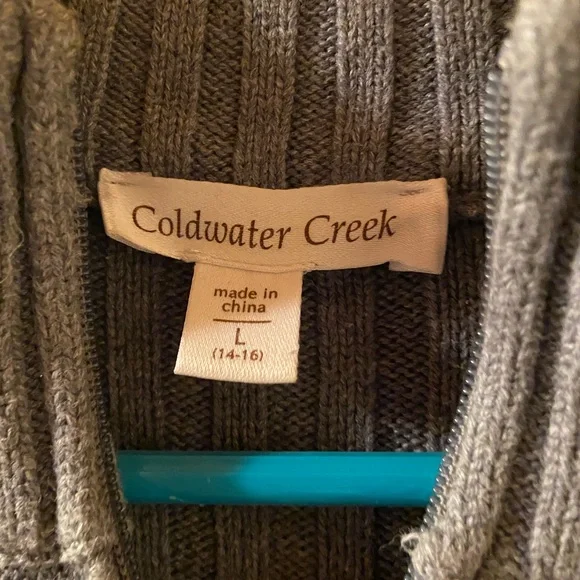 Coldwater Creek
made in
china
L
(14-16)